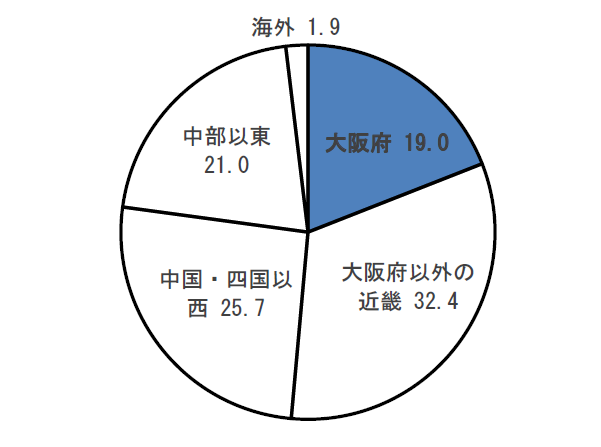 海外 1.9
大阪府 19.0
中部以東
21.0
大阪府以外の
近畿 32.4
中国・四国以
西 25.7